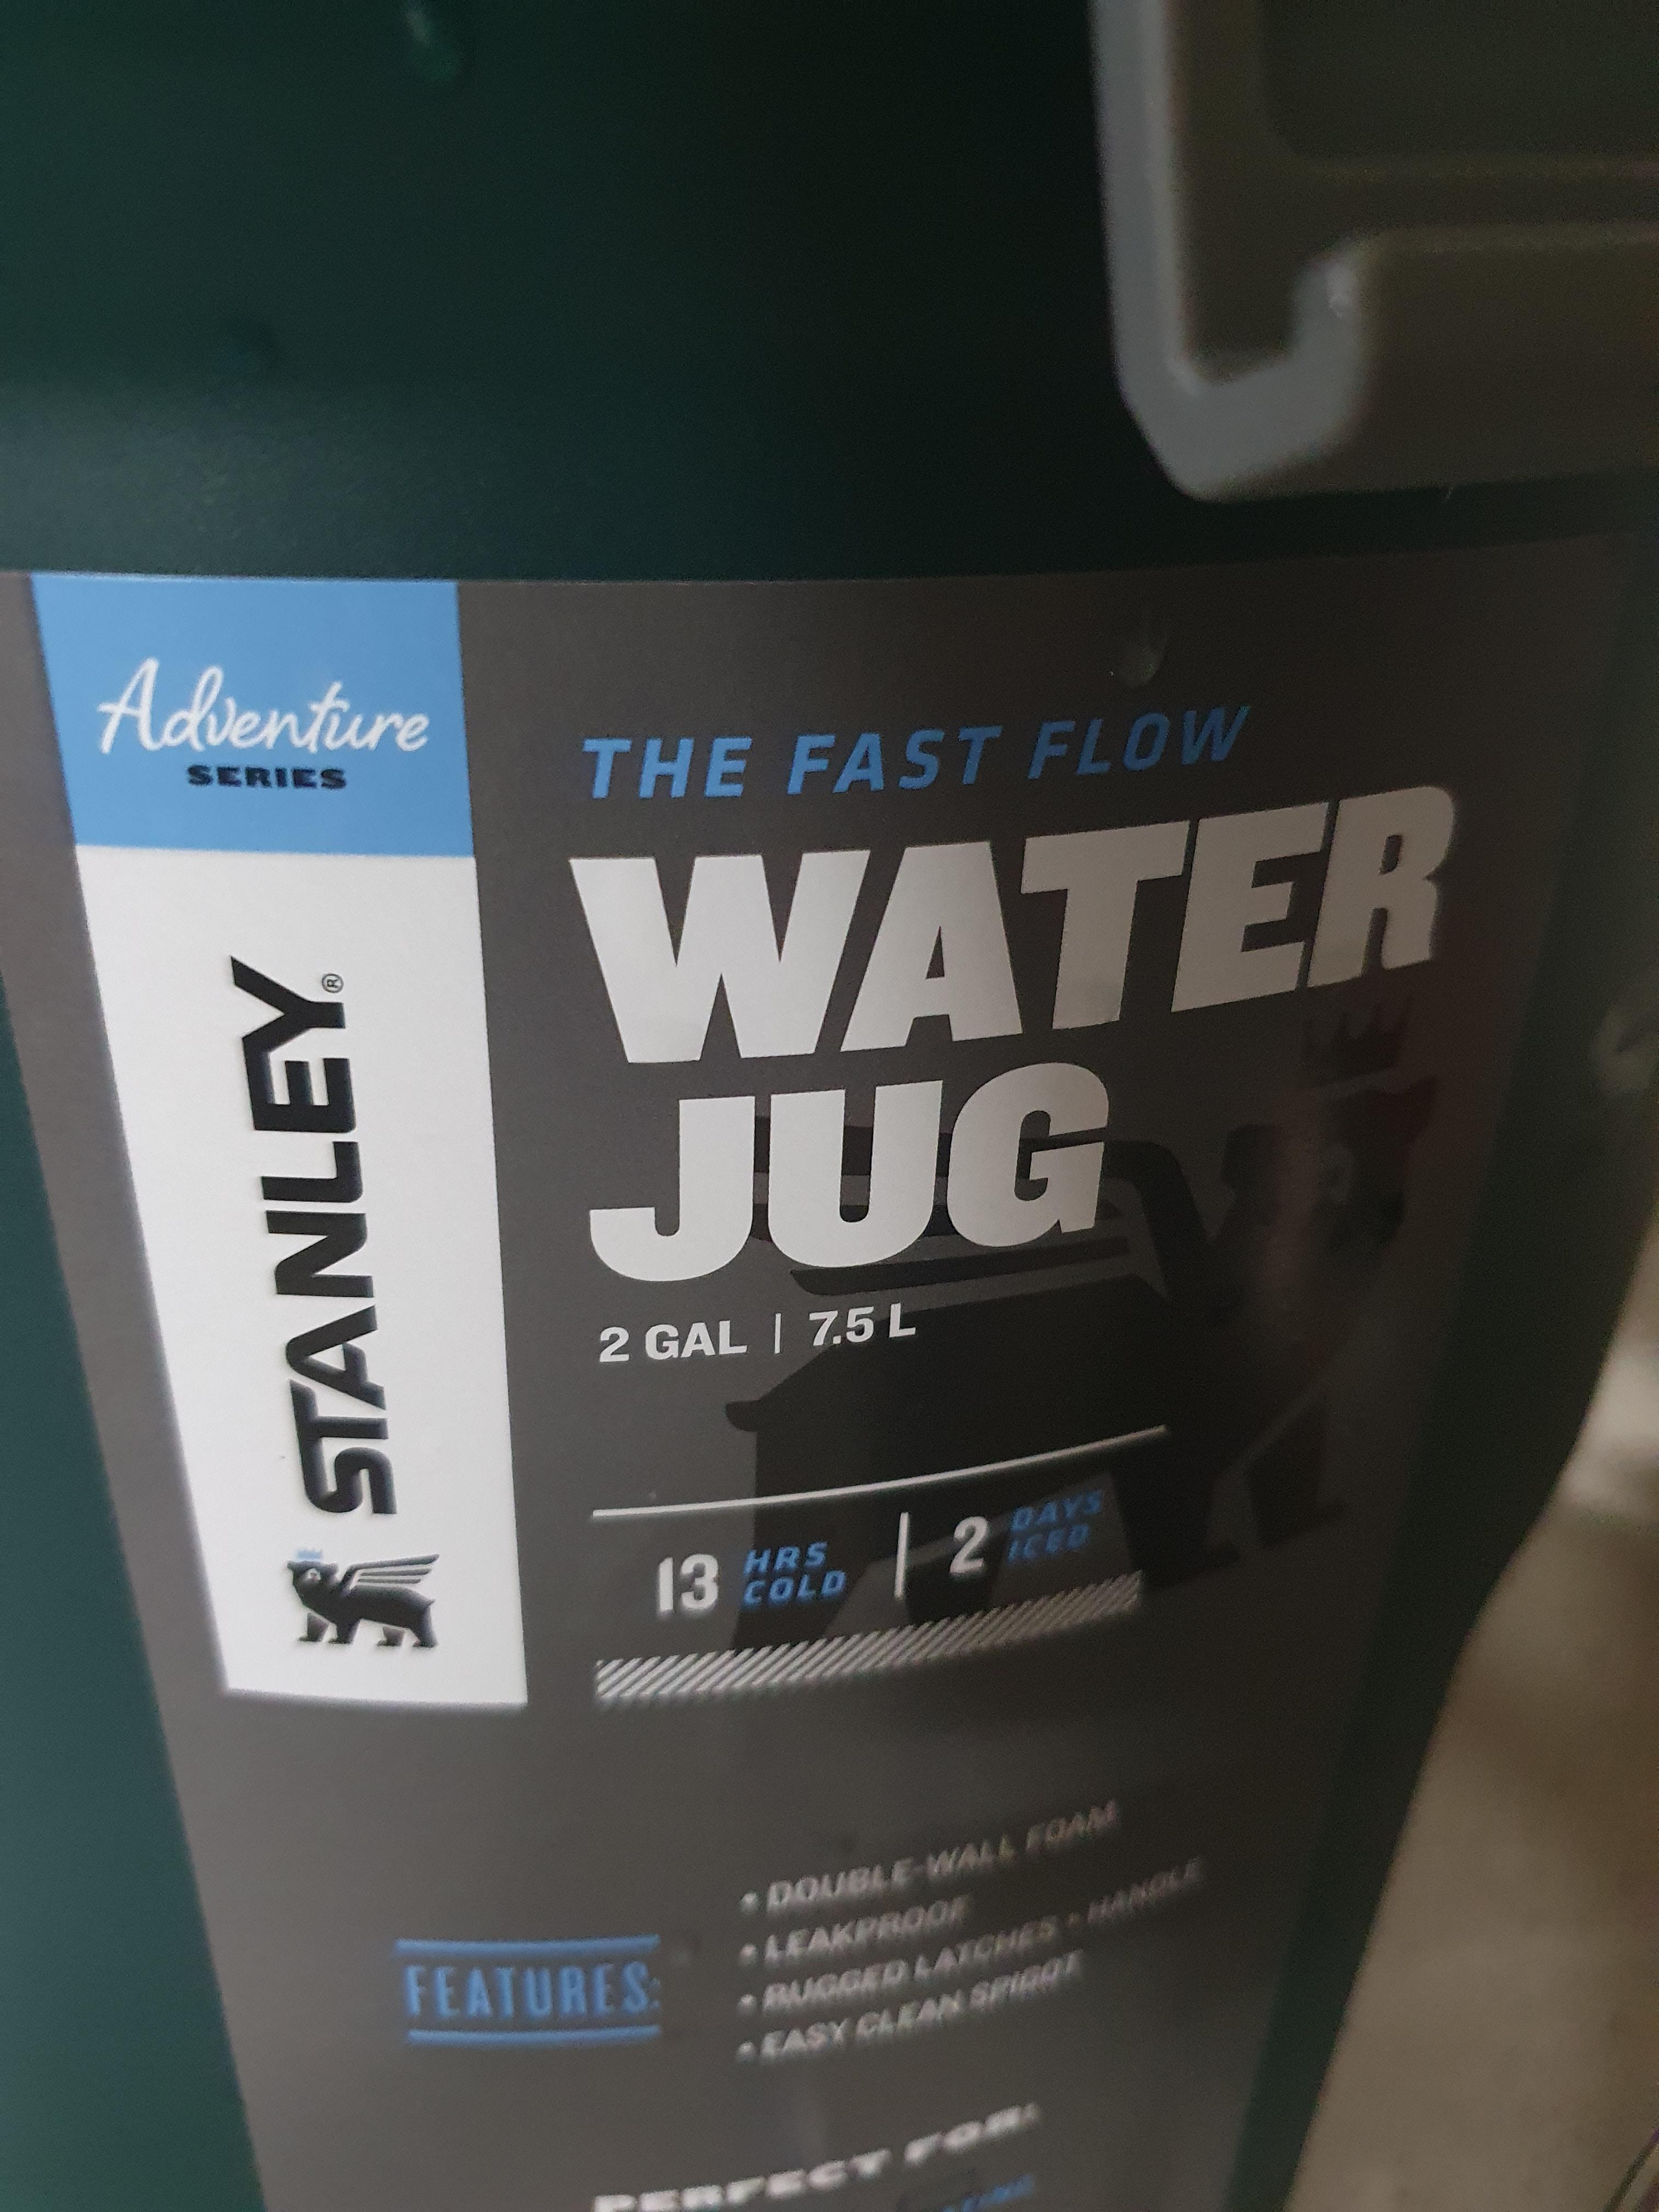 Adventure
SERIES
STANLEY®
THE FAST FLOW
WATER
JUG
2 GAL | 7.5 L
13 HRS COLD | 2 DAYS ICED
FEATURES:
• DOUBLE-WALL FOAM
• LEAKPROOF
• RUGGED LATCHES + HANDLE
• EASY CLEAN SPIGOT
PERFECT FOR: